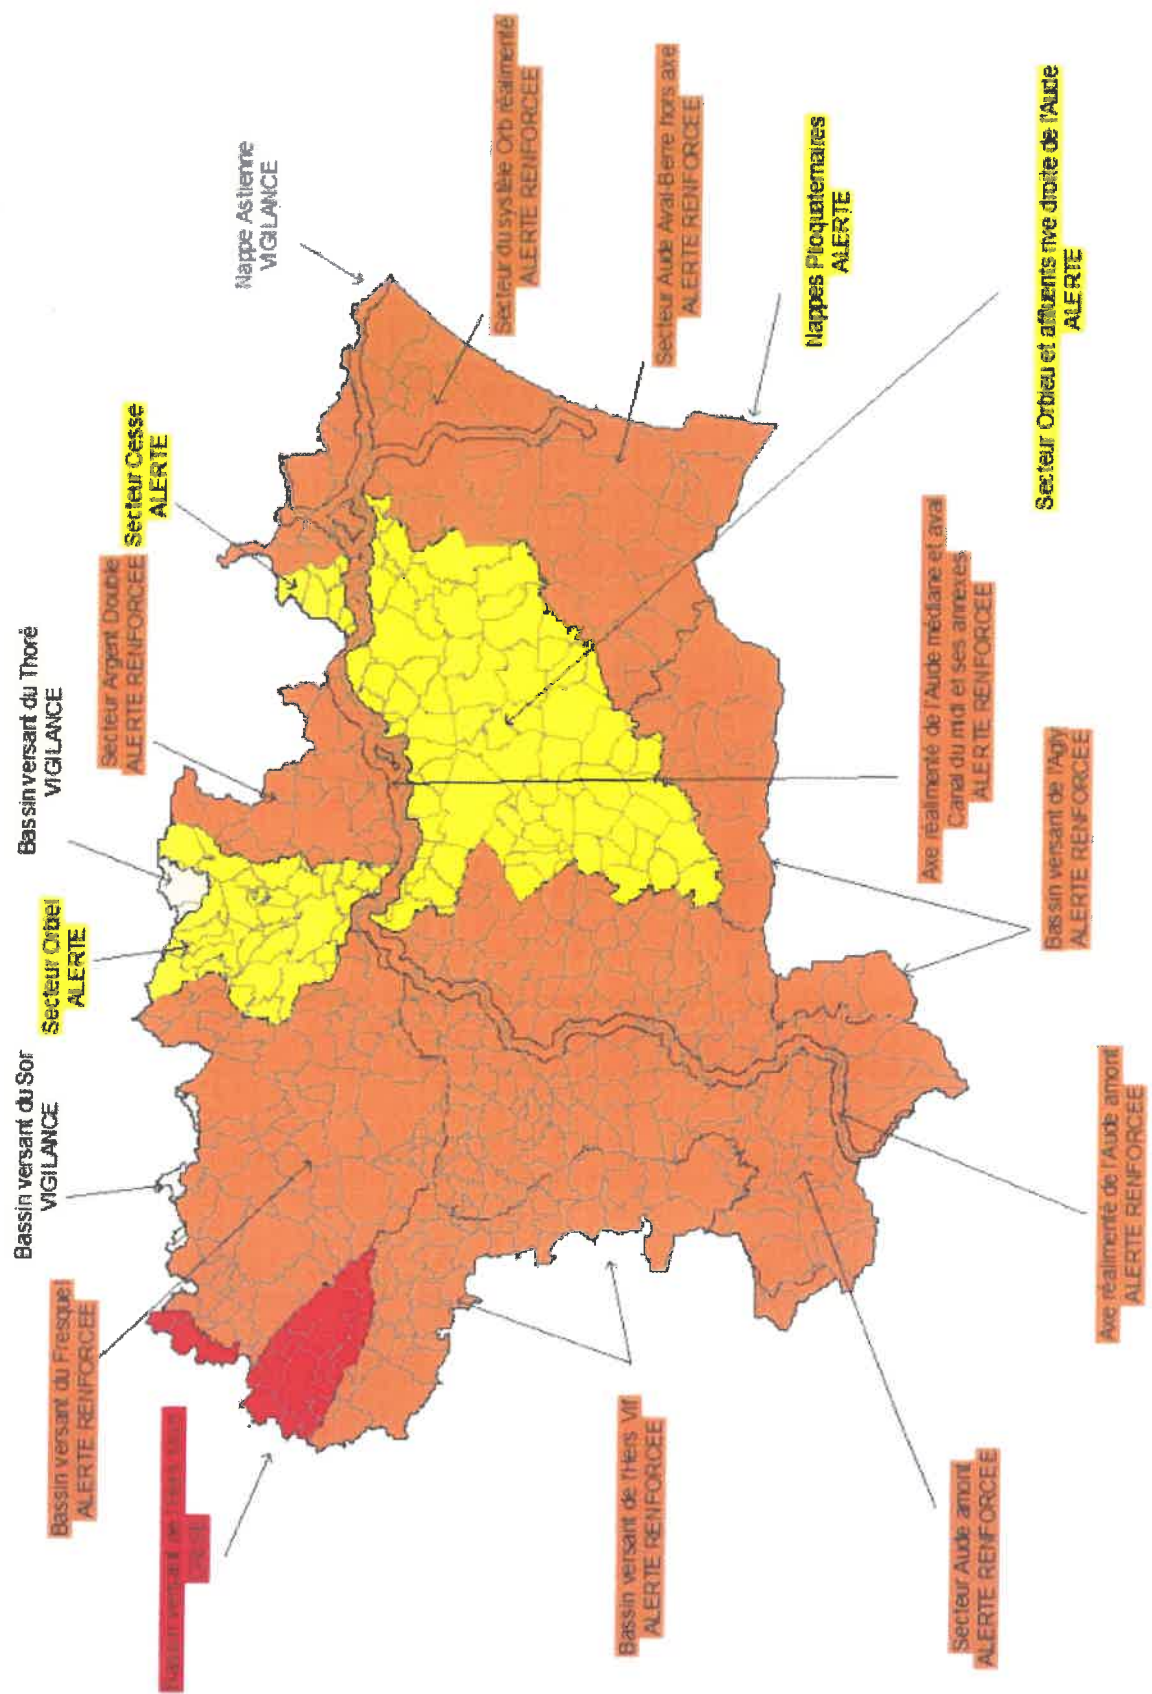 Bassin versant du Sor
VIGILANCE
Bassin versant du Thoré
VIGILANCE
Secteur Orbiel
ALERTE
Bassin versant du Fresquel
ALERTE RENFORCEE
Secteur Argent Double
ALERTE RENFORCEE
Secteur Cesse
ALERTE
Bassin versant de l'Hers
Nappe Astienne
VIGILANCE
Secteur du systèe Orb réalimenté
ALERTE RENFORCEE
Secteur Aude Aval-Berre hors axe
ALERTE RENFORCEE
Bassin versant de l'Hers Vif
ALERTE RENFORCEE
Nappes Plioquaternaires
ALERTE
Axe réalimenté de l'Aude médiane et aval
Canal du midi et ses annexes
ALERTE RENFORCEE
Secteur Aude amont
ALERTE RENFORCEE
Bassin versant de l'Agly
ALERTE RENFORCEE
Secteur Orbieu et affluents rive droite de l'Aude
ALERTE
Axe réalimenté de l'Aude amont
ALERTE RENFORCEE